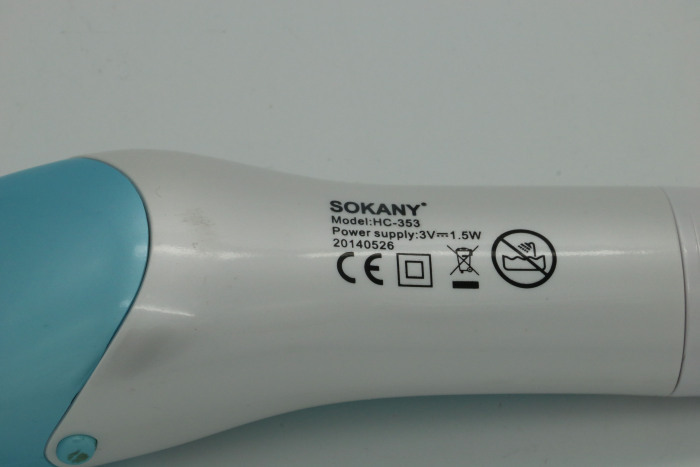 SOKANY®
Model:HC-353
Power supply:3V⎓1.5W
20140526
CE